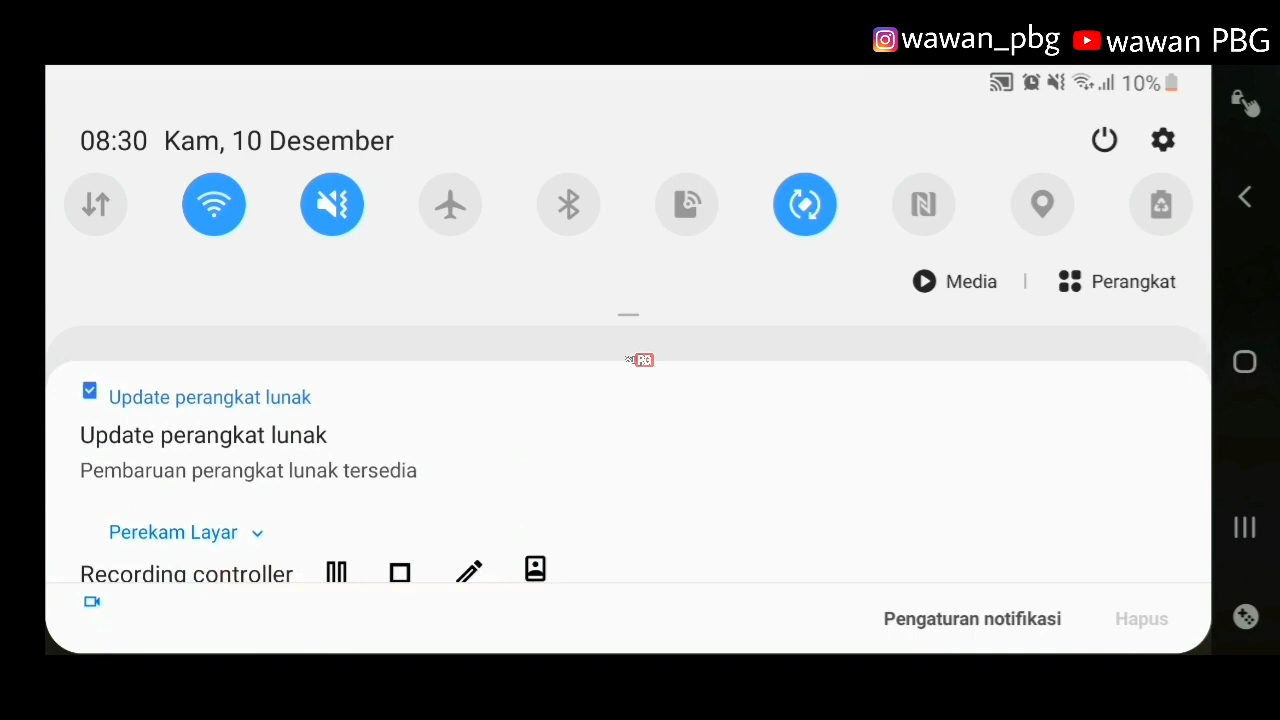 wawan_pbg wawan PBG
10%
08:30 Kam, 10 Desember
Media | Perangkat
PBG
Update perangkat lunak
Update perangkat lunak
Pembaruan perangkat lunak tersedia
Perekam Layar
Recording controller
Pengaturan notifikasi Hapus